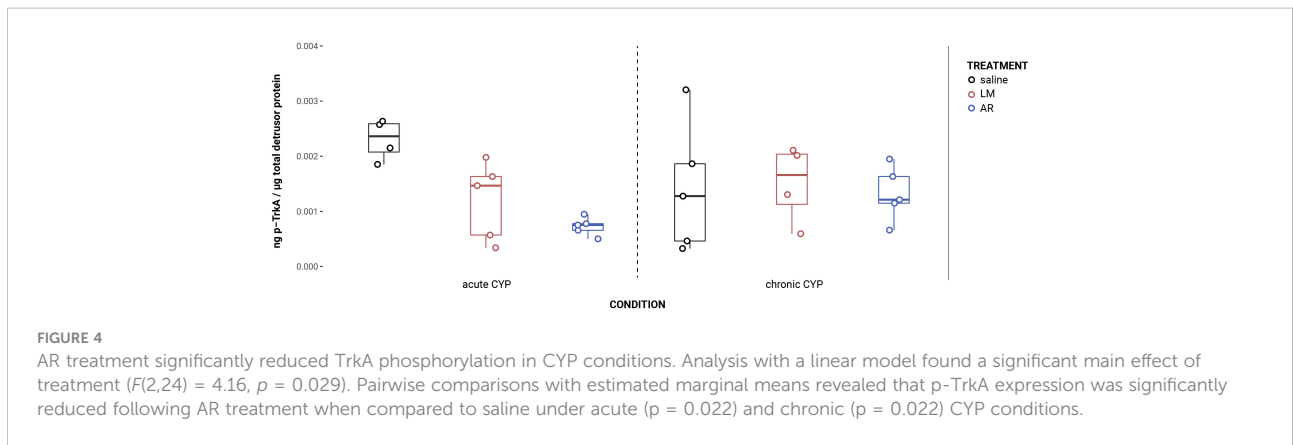 0.004
0.003
0.002
0.001
0.000
ng p-TrkA / µg total detrusor protein
acute CYP
chronic CYP
CONDITION
TREATMENT
saline
LM
AR
FIGURE 4
AR treatment significantly reduced TrkA phosphorylation in CYP conditions. Analysis with a linear model found a significant main effect of
treatment (F(2,24) = 4.16, p = 0.029). Pairwise comparisons with estimated marginal means revealed that p-TrkA expression was significantly
reduced following AR treatment when compared to saline under acute (p = 0.022) and chronic (p = 0.022) CYP conditions.